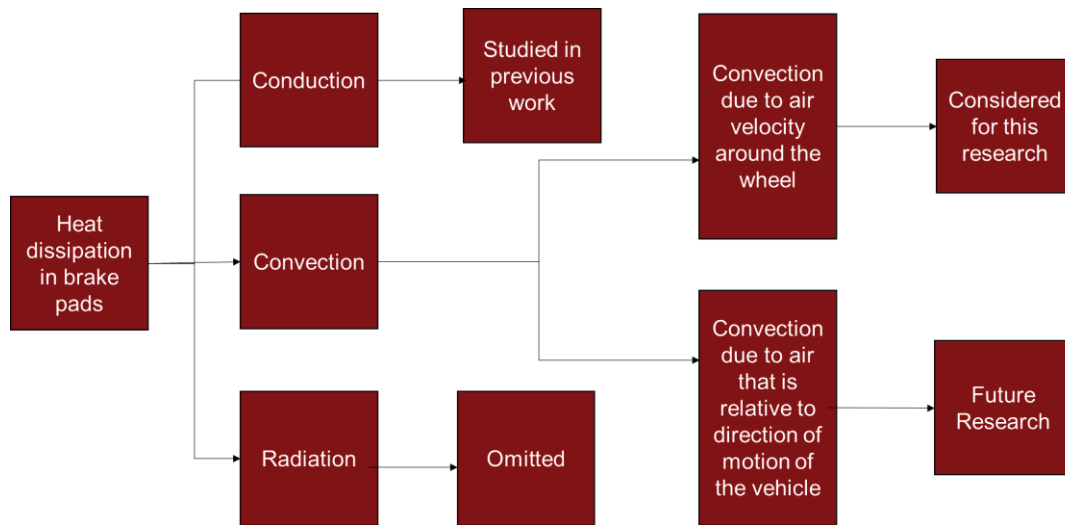 Heat
dissipation
in brake
pads
Conduction
Studied in
previous
work
Convection
Convection
due to air
velocity
around the
wheel
Considered
for this
research
Convection
due to air
that is
relative to
direction of
motion of
the vehicle
Future
Research
Radiation
Omitted